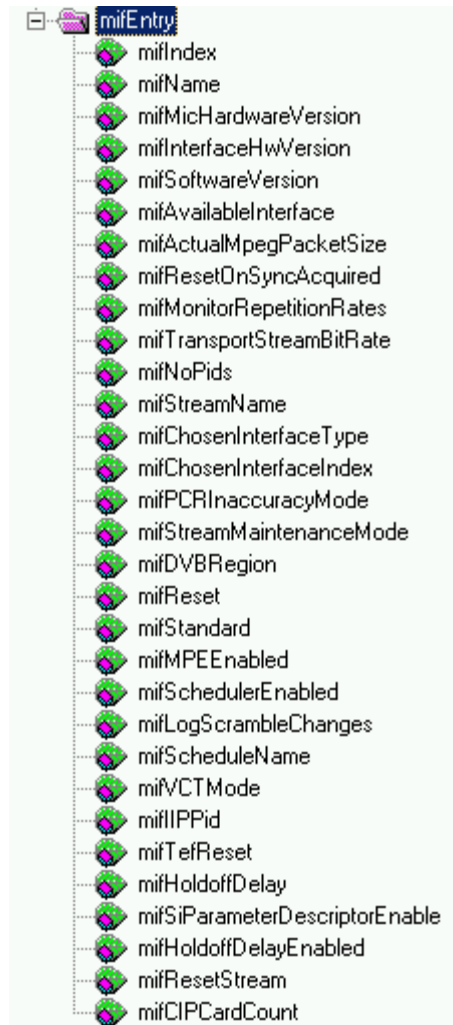 mifEntry
mifIndex
mifName
mifMicHardwareVersion
mifInterfaceHwVersion
mifSoftwareVersion
mifAvailableInterface
mifActualMpegPacketSize
mifResetOnSyncAcquired
mifMonitorRepetitionRates
mifTransportStreamBitRate
mifNoPids
mifStreamName
mifChosenInterfaceType
mifChosenInterfaceIndex
mifPCRInaccuracyMode
mifStreamMaintenanceMode
mifDVBRegion
mifReset
mifStandard
mifMPEEnabled
mifSchedulerEnabled
mifLogScrambleChanges
mifScheduleName
mifVCTMode
mifIIPPid
mifTefReset
mifHoldoffDelay
mifSiParameterDescriptorEnable
mifHoldoffDelayEnabled
mifResetStream
mifCIPCardCount